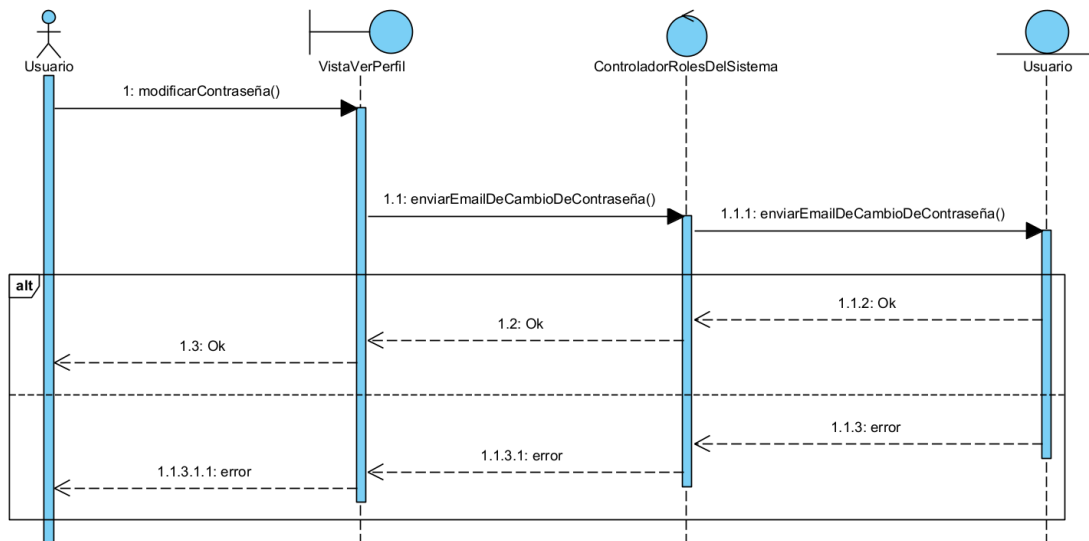 Usuario
VistaVerPerfil
ControladorRolesDelSistema
Usuario
1: modificarContraseña()
1.1: enviarEmailDeCambioDeContraseña()
1.1.1: enviarEmailDeCambioDeContraseña()
alt
1.1.2: Ok
1.2: Ok
1.3: Ok
1.1.3: error
1.1.3.1: error
1.1.3.1.1: error